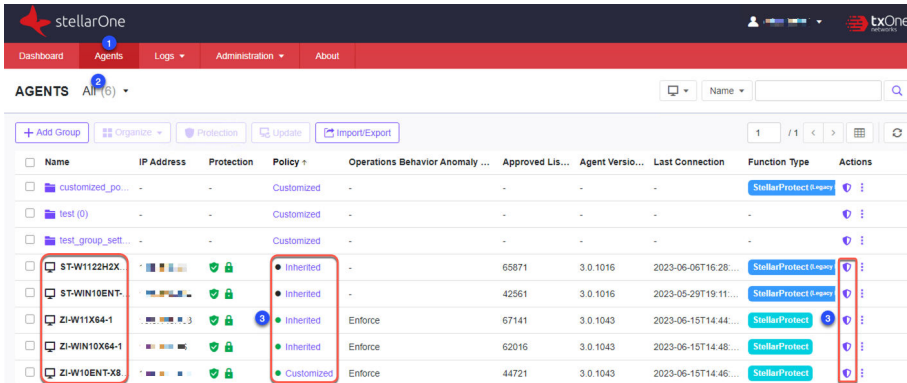 stellarOne
txOne
networks
1
Dashboard Agents Logs Administration About
2
AGENTS All (6) Name
+ Add Group Organize Protection Update Import/Export 1 / 1
Name IP Address Protection Policy ↑ Operations Behavior Anomaly ... Approved Lis... Agent Versio... Last Connection Function Type Actions
customized_po... - - Customized - - - - StellarProtect (Legacy
test (0) - - Customized - - - -
test_group_sett... - - Customized - - - -
ST-W1122H2X... Inherited - 65871 3.0.1016 2023-06-06T16:28:... StellarProtect (Legacy
ST-WIN10ENT-... Inherited - 42561 3.0.1016 2023-05-29T19:11:... StellarProtect (Legacy
ZI-W11X64-1 3 3 Inherited Enforce 67141 3.0.1043 2023-06-15T14:44:... 3 StellarProtect
ZI-WIN10X64-1 Inherited Enforce 62016 3.0.1043 2023-06-15T14:48:... StellarProtect
ZI-W10ENT-X8... Customized Enforce 44721 3.0.1043 2023-06-15T14:46:... StellarProtect